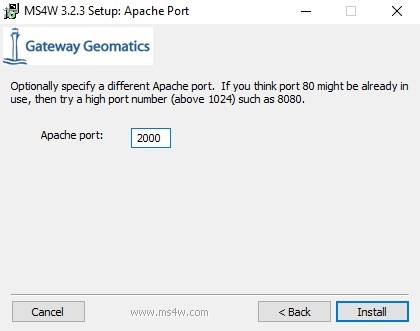 MS4W 3.2.3 Setup: Apache Port
Gateway Geomatics
Optionally specify a different Apache port. If you think port 80 might be already in
use, then try a high port number (above 1024) such as 8080.
Apache port: 2000
Cancel www.ms4w.com < Back Install